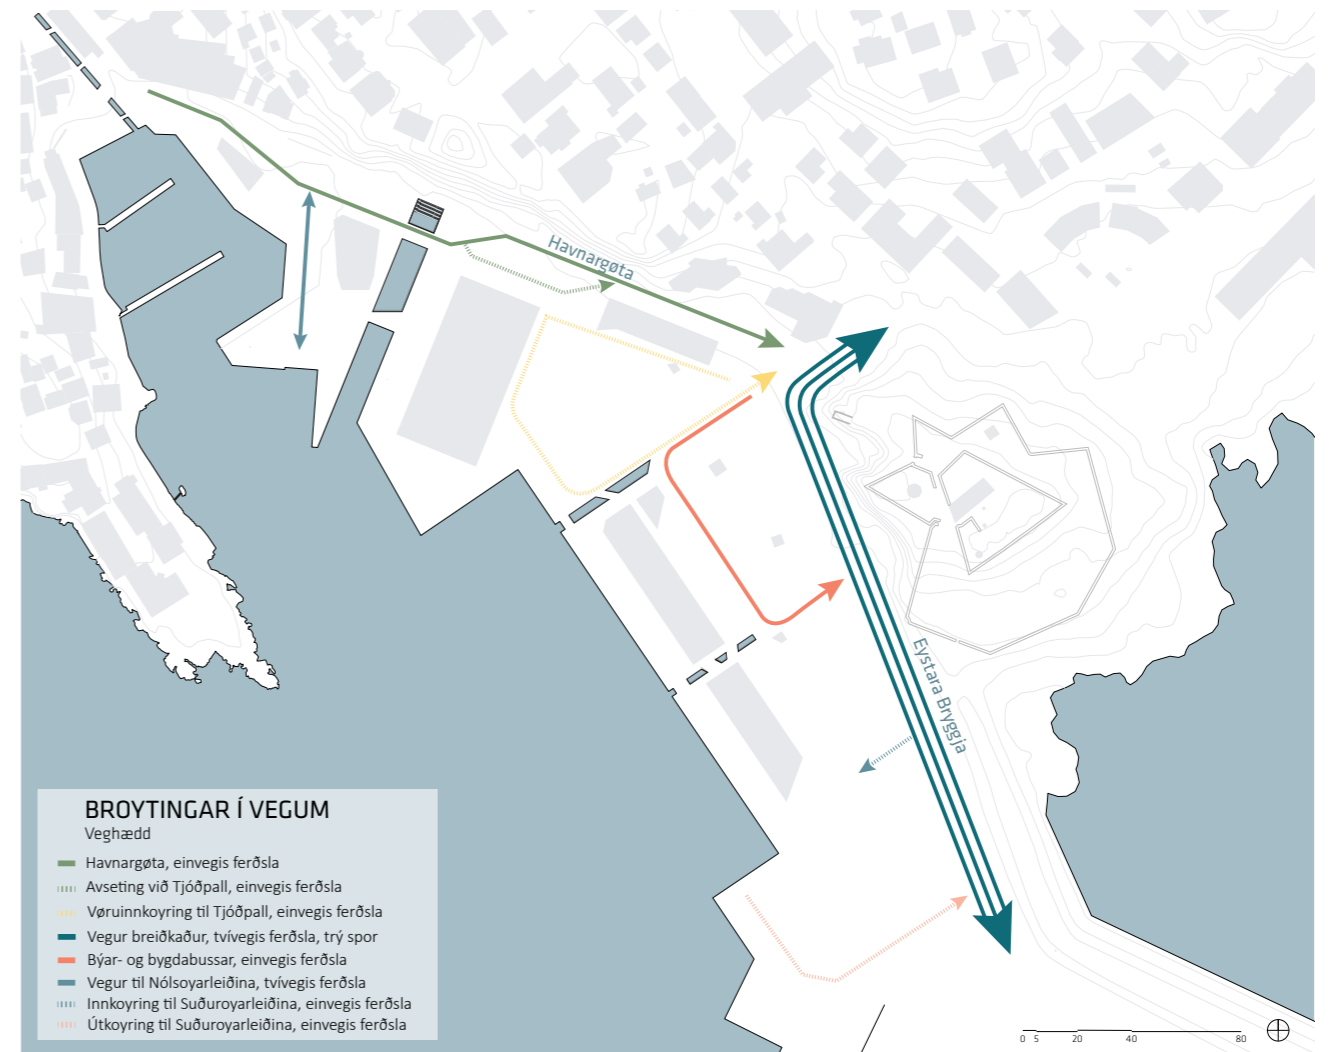 Havnargøta
Eystara Bryggja
BROYTINGAR Í VEGUM
Veghædd
Havnargøta, einvegis ferðsla
Avseting við Tjóðpall, einvegis ferðsla
Vøruinnkoyring til Tjóðpall, einvegis ferðsla
Vegur breiðkaður, tvívegis ferðsla, trý spor
Býar- og bygdabussar, einvegis ferðsla
Vegur til Nólsoyarleiðina, tvívegis ferðsla
Innkoyring til Suðuroyarleiðina, einvegis ferðsla
Útkoyring til Suðuroyarleiðina, einvegis ferðsla
0 5 20 40 80